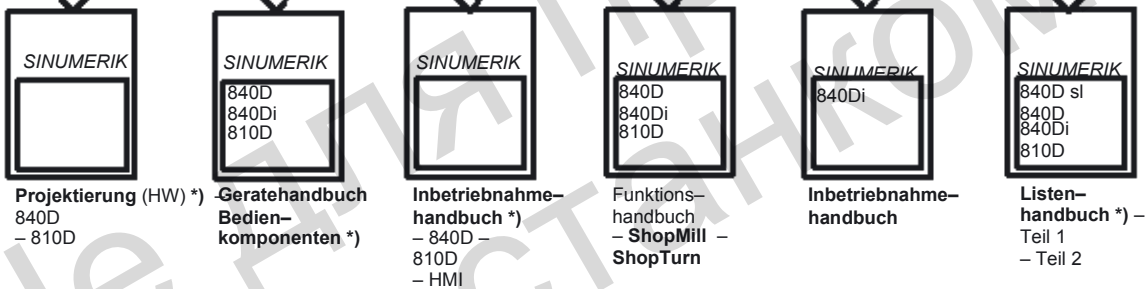 SINUMERIK
Projektierung (HW) *) –
840D
– 810D
SINUMERIK
840D
840Di
810D
Geratehandbuch
Bedien–
komponenten *)
SINUMERIK
Inbetriebnahme–
handbuch *)
– 840D –
810D
– HMI
SINUMERIK
840D
840Di
810D
Funktions–
handbuch
– ShopMill –
ShopTurn
SINUMERIK
840Di
Inbetriebnahme–
handbuch
SINUMERIK
840D sl
840D
840Di
810D
Listen–
handbuch *) –
Teil 1
– Teil 2